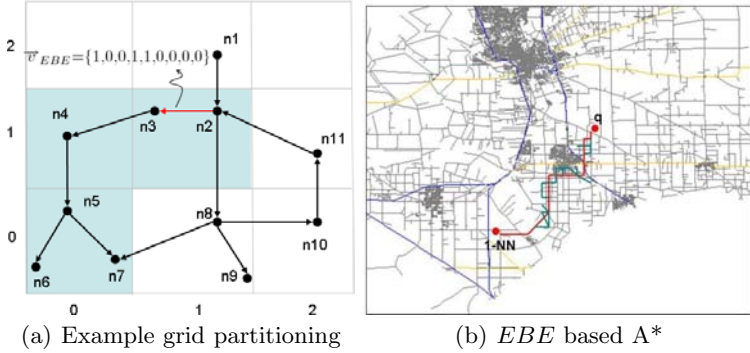 2
n1
v EBE={1,0,0,1,1,0,0,0,0}
n4
n3
n2
1
n11
n5
n8
0
n10
n6
n7
n9
0
1
2
q
1-NN
(a) Example grid partitioning
(b) EBE based A*